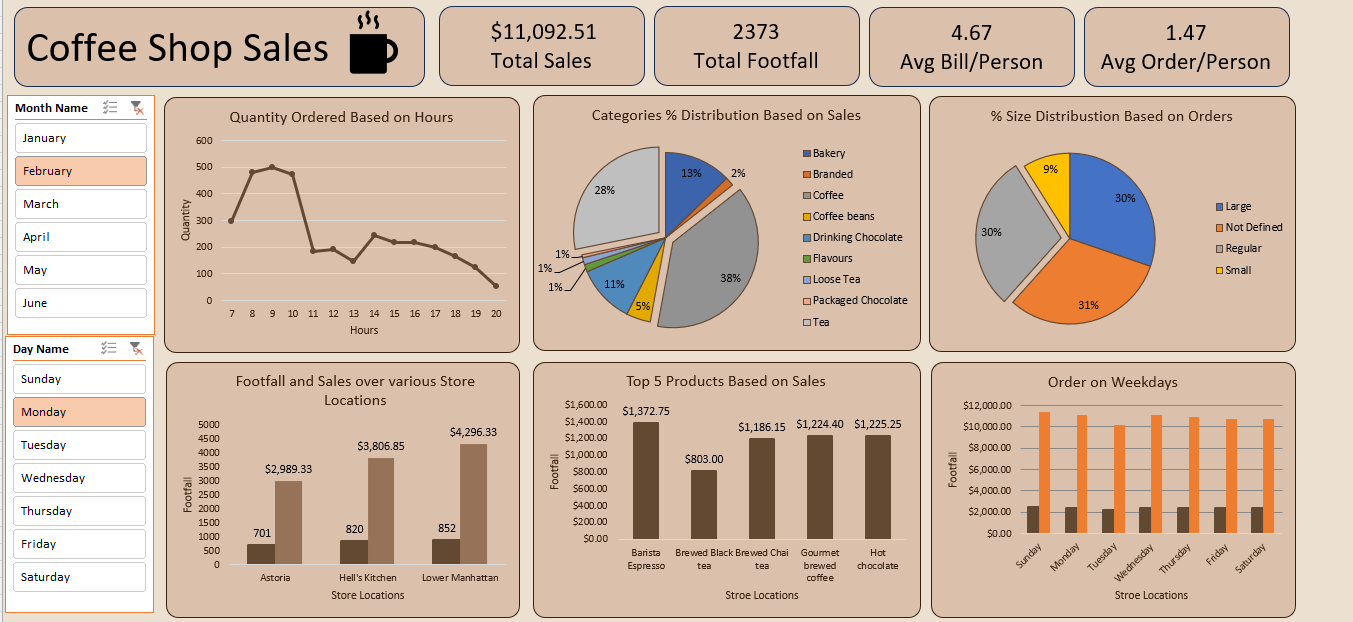 Coffee Shop Sales
$11,092.51
Total Sales
2373
Total Footfall
4.67
Avg Bill/Person
1.47
Avg Order/Person
Month Name
January
February
March
April
May
June
Day Name
Sunday
Monday
Tuesday
Wednesday
Thursday
Friday
Saturday
Quantity Ordered Based on Hours
Quantity
600
500
400
300
200
100
0
7 8 9 10 11 12 13 14 15 16 17 18 19 20
Hours
Categories % Distribution Based on Sales
13%
2%
38%
5%
11%
1%
1%
1%
28%
Bakery
Branded
Coffee
Coffee beans
Drinking Chocolate
Flavours
Loose Tea
Packaged Chocolate
Tea
% Size Distribustion Based on Orders
30%
31%
30%
9%
Large
Not Defined
Regular
Small
Footfall and Sales over various Store
Locations
Footfall
5000
4500
4000
3500
3000
2500
2000
1500
1000
500
0
701
$2,989.33
820
$3,806.85
852
$4,296.33
Astoria
Hell's Kitchen
Lower Manhattan
Store Locations
Top 5 Products Based on Sales
Footfall
$1,600.00
$1,400.00
$1,200.00
$1,000.00
$800.00
$600.00
$400.00
$200.00
$0.00
$1,372.75
$803.00
$1,186.15
$1,224.40
$1,225.25
Barista
Espresso
Brewed Black
tea
Brewed Chai
tea
Gourmet
brewed
coffee
Hot
chocolate
Stroe Locations
Order on Weekdays
Footfall
$12,000.00
$10,000.00
$8,000.00
$6,000.00
$4,000.00
$2,000.00
$0.00
Sunday
Monday
Tuesday
Wednesday
Thursday
Friday
Saturday
Stroe Locations